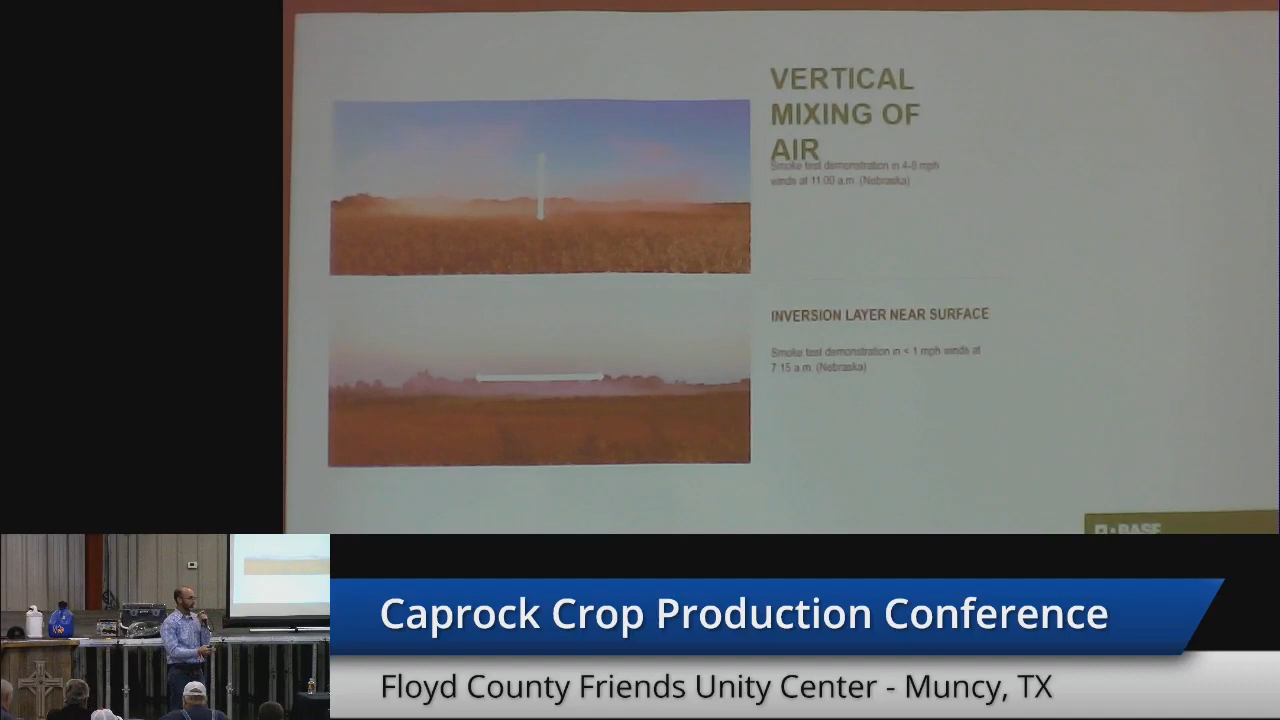 VERTICAL
MIXING OF
AIR
Smoke test demonstration in 4-8 mph
winds at 11:00 a.m. (Nebraska)
INVERSION LAYER NEAR SURFACE
Smoke test demonstration in < 1 mph winds at
7:15 a.m. (Nebraska)
BASF
Caprock Crop Production Conference
Floyd County Friends Unity Center - Muncy, TX